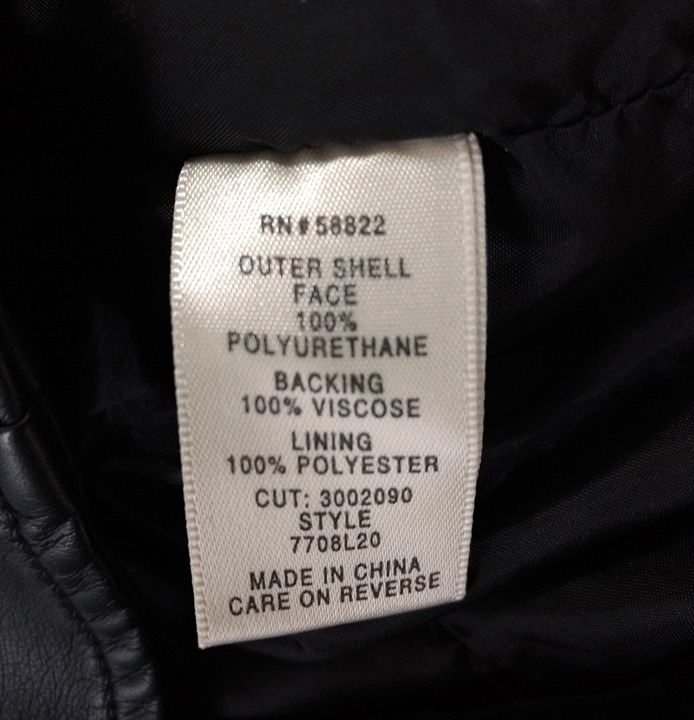 RN#58822
OUTER SHELL
FACE
100%
POLYURETHANE
BACKING
100% VISCOSE
LINING
100% POLYESTER
CUT: 3002090
STYLE
7708L20
MADE IN CHINA
CARE ON REVERSE